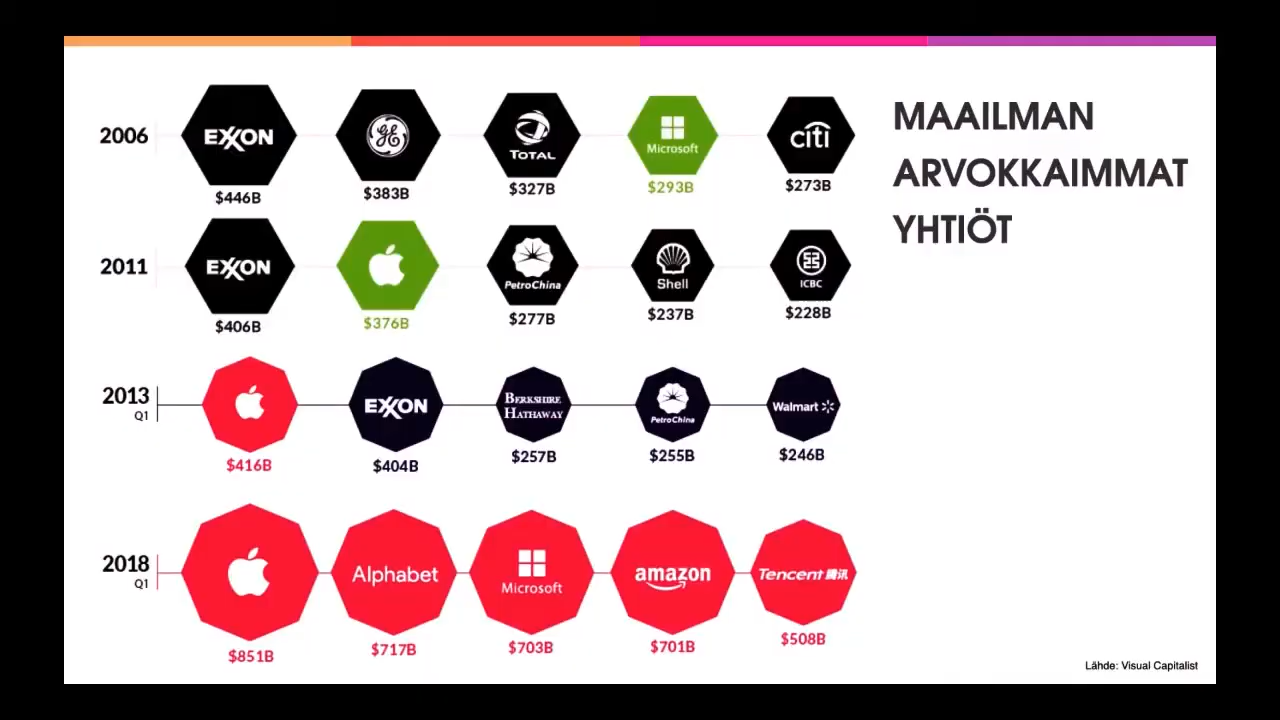 MAAILMAN
ARVOKKAIMMAT
YHTIÖT
2006
EXXON
$446B
GE
$383B
TOTAL
$327B
Microsoft
$293B
citi
$273B
2011
EXXON
$406B
$376B
PetroChina
$277B
Shell
$237B
ICBC
$228B
2013
Q1
$416B
EXXON
$404B
BERKSHIRE
HATHAWAY
$257B
PetroChina
$255B
Walmart
$246B
2018
Q1
$851B
Alphabet
$717B
Microsoft
$703B
amazon
$701B
Tencent 腾讯
$508B
Lähde: Visual Capitalist